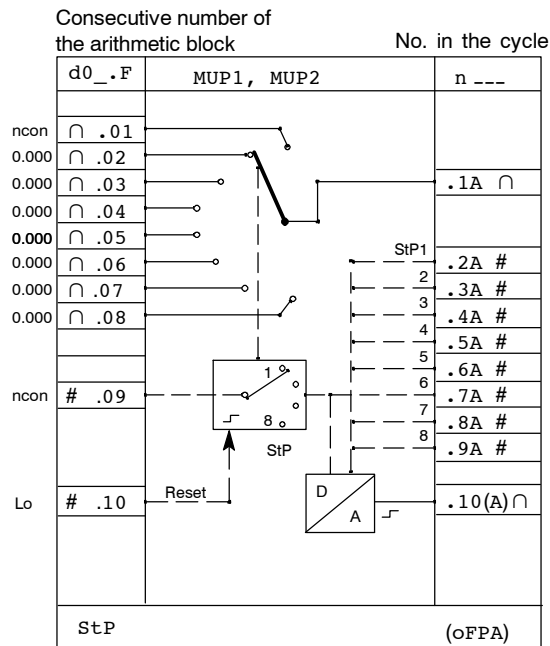 Consecutive number of
the arithmetic block
No. in the cycle
d0_.F MUP1, MUP2 n ___
ncon ∩ .01
0.000 ∩ .02
0.000 ∩ .03 .1A ∩
0.000 ∩ .04
0.000 ∩ .05
0.000 ∩ .06 StP1 .2A #
0.000 ∩ .07 2 .3A #
0.000 ∩ .08 3 .4A #
4 .5A #
1 5 .6A #
ncon # .09 6 .7A #
8 7 .8A #
StP 8 .9A #
D
Lo # .10 Reset .10(A) ∩
A
StP (oFPA)